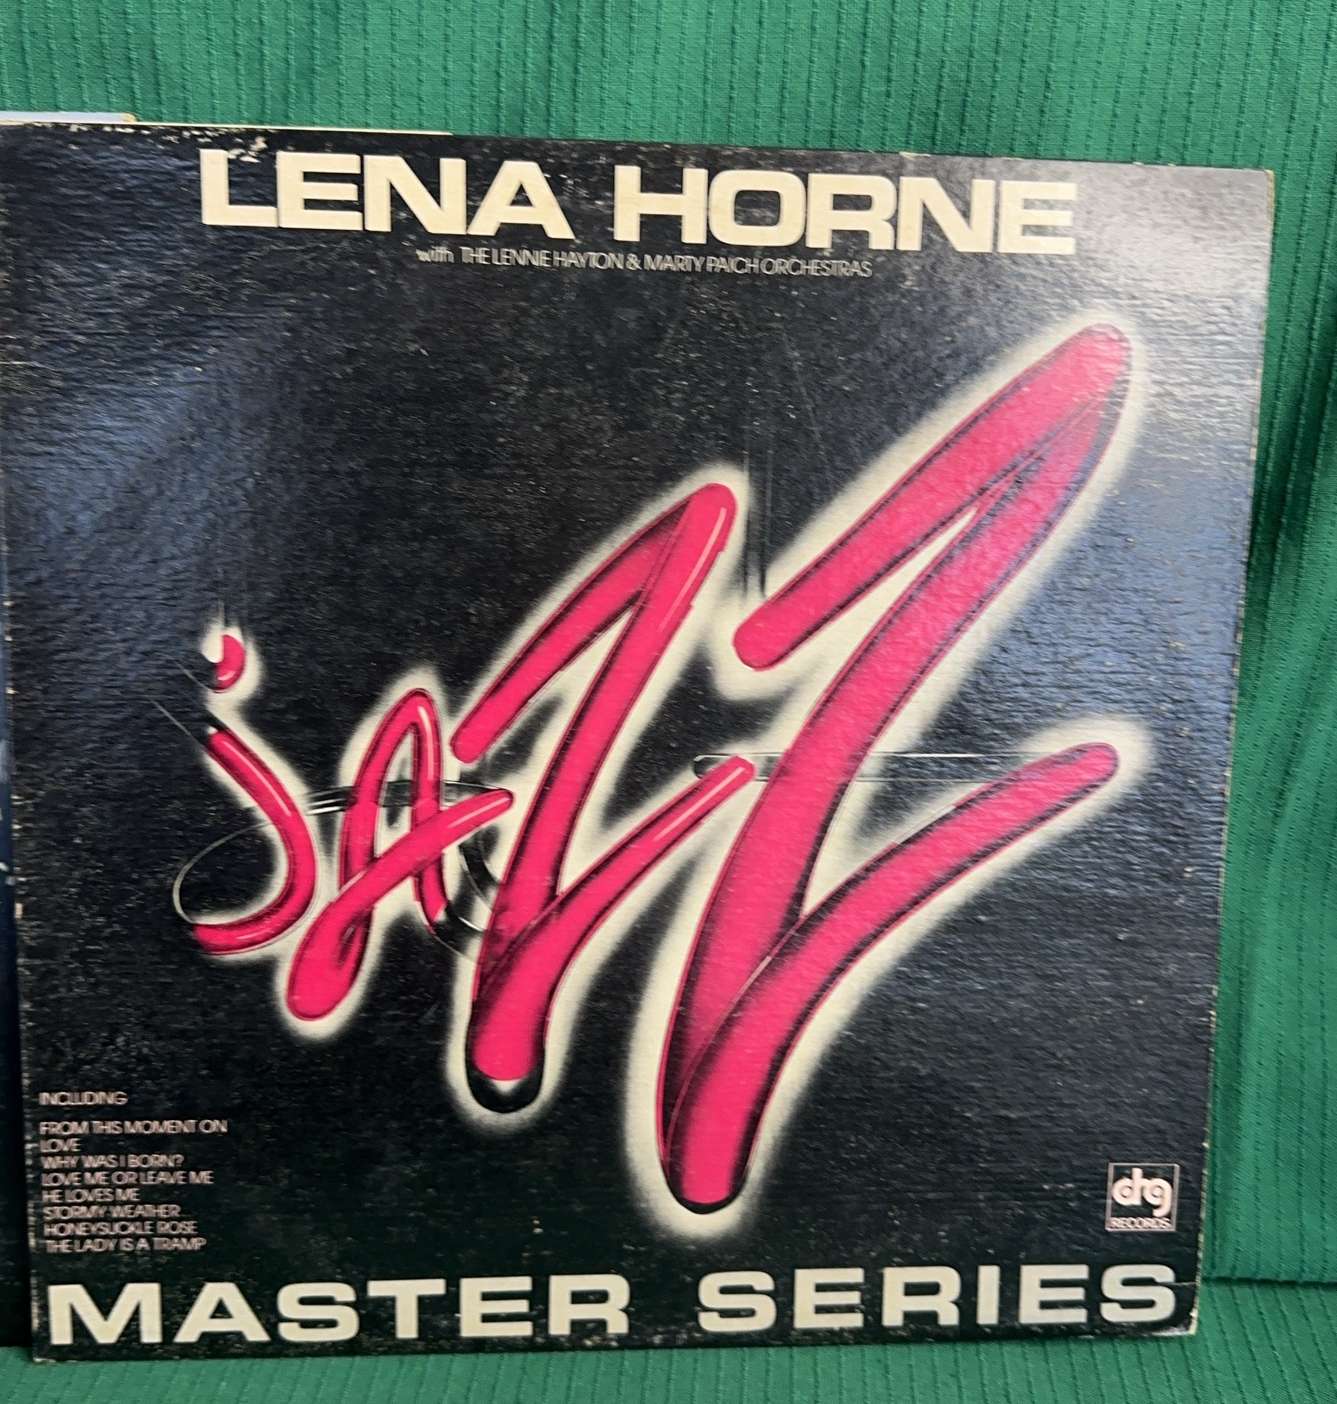 LENA HORNE
with THE LENNIE HAYTON & MARTY PAICH ORCHESTRAS
jAZZ
INCLUDING
FROM THIS MOMENT ON
LOVE
WHY WAS I BORN?
LOVE ME OR LEAVE ME
HE LOVES ME
STORMY WEATHER
HONEYSUCKLE ROSE
THE LADY IS A TRAMP
drg
RECORDS
MASTER SERIES